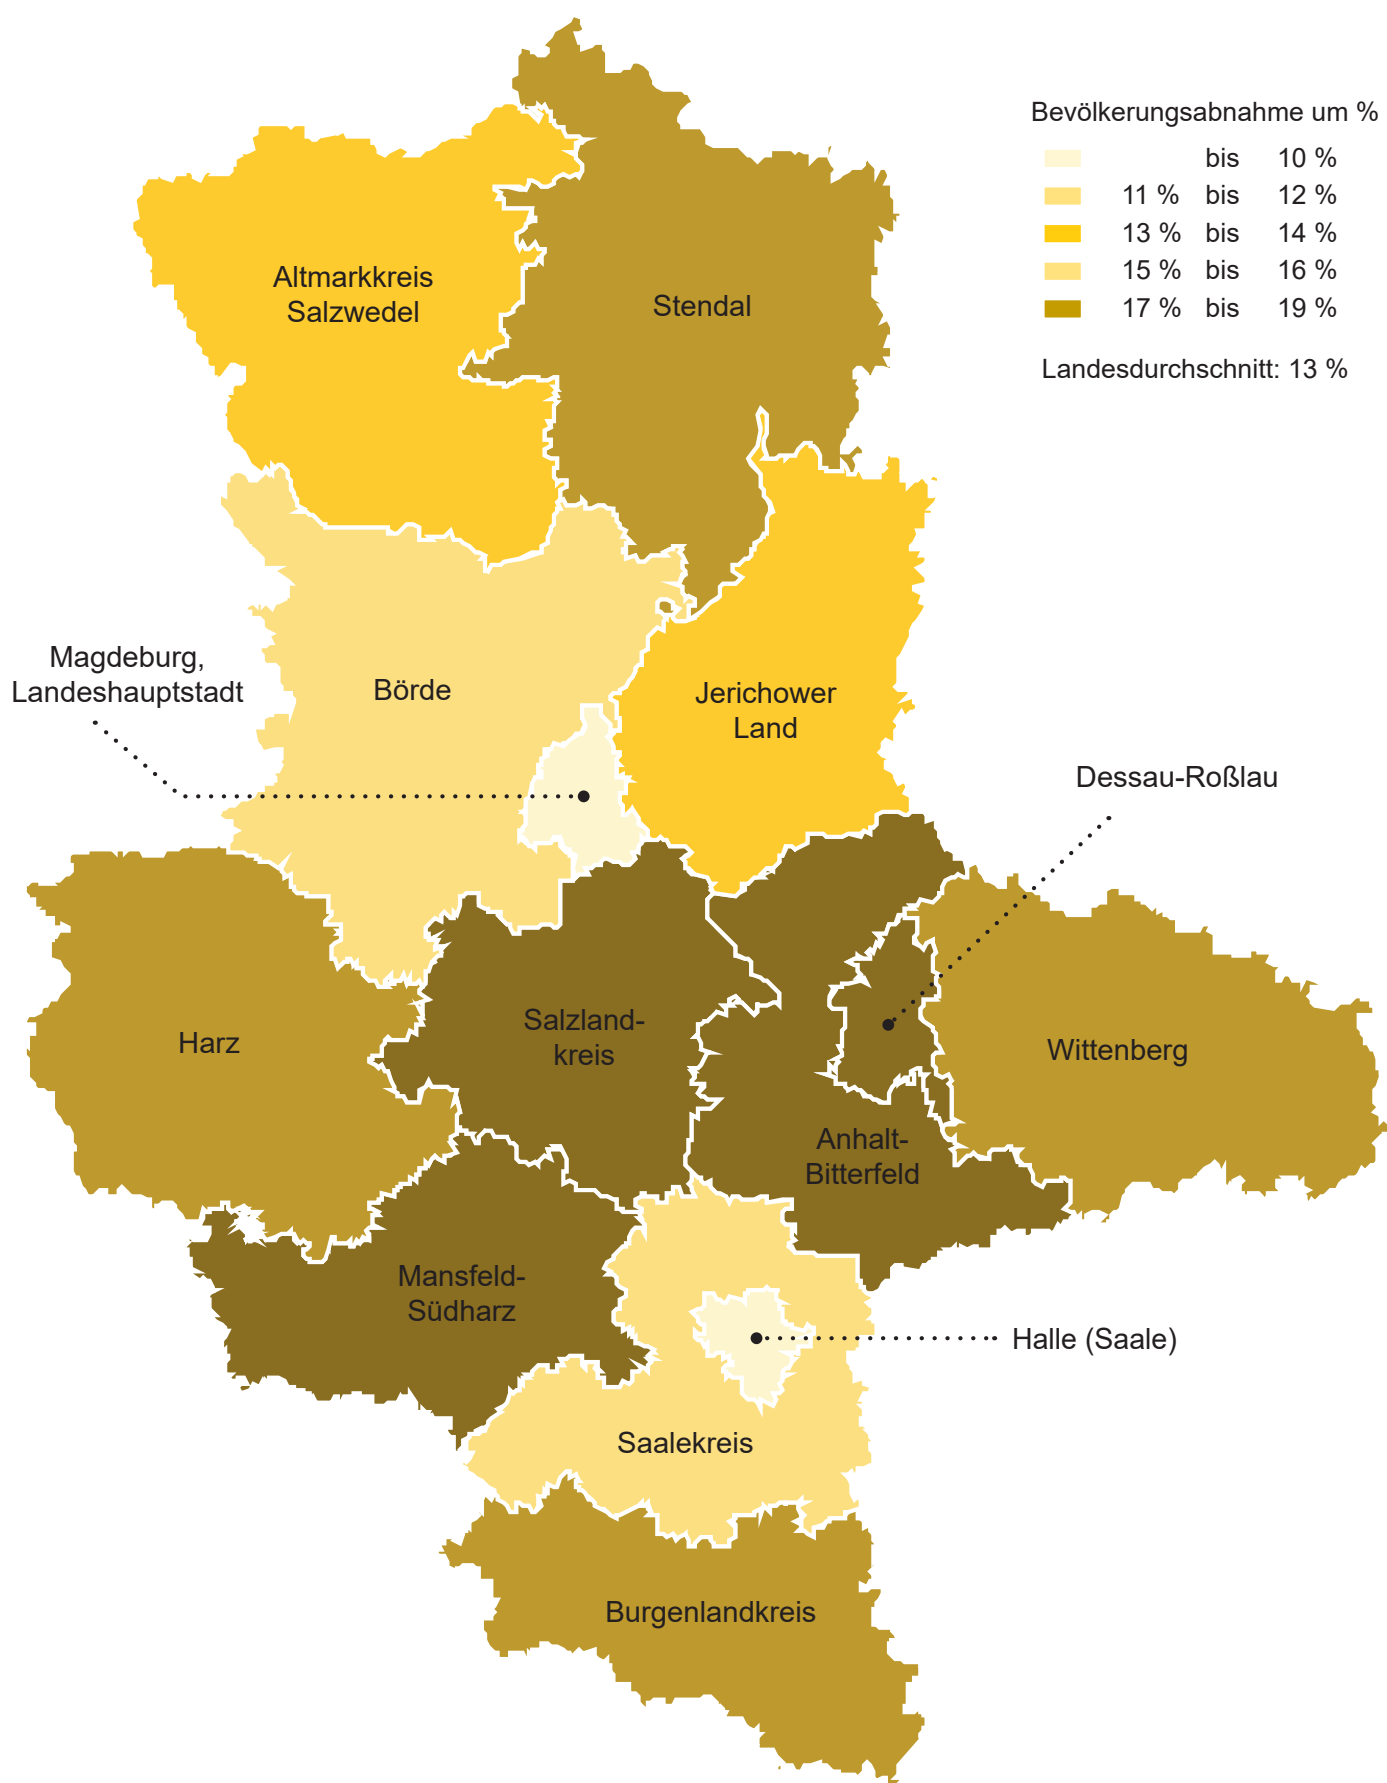 Bevölkerungsabnahme um %
bis 10 %
11 % bis 12 %
13 % bis 14 %
15 % bis 16 %
17 % bis 19 %
Landesdurchschnitt: 13 %
Altmarkkreis
Salzwedel
Stendal
Magdeburg,
Landeshauptstadt
Börde
Jerichower
Land
Dessau-Roßlau
Harz
Salzland-
kreis
Wittenberg
Anhalt-
Bitterfeld
Mansfeld-
Südharz
Halle (Saale)
Saalekreis
Burgenlandkreis